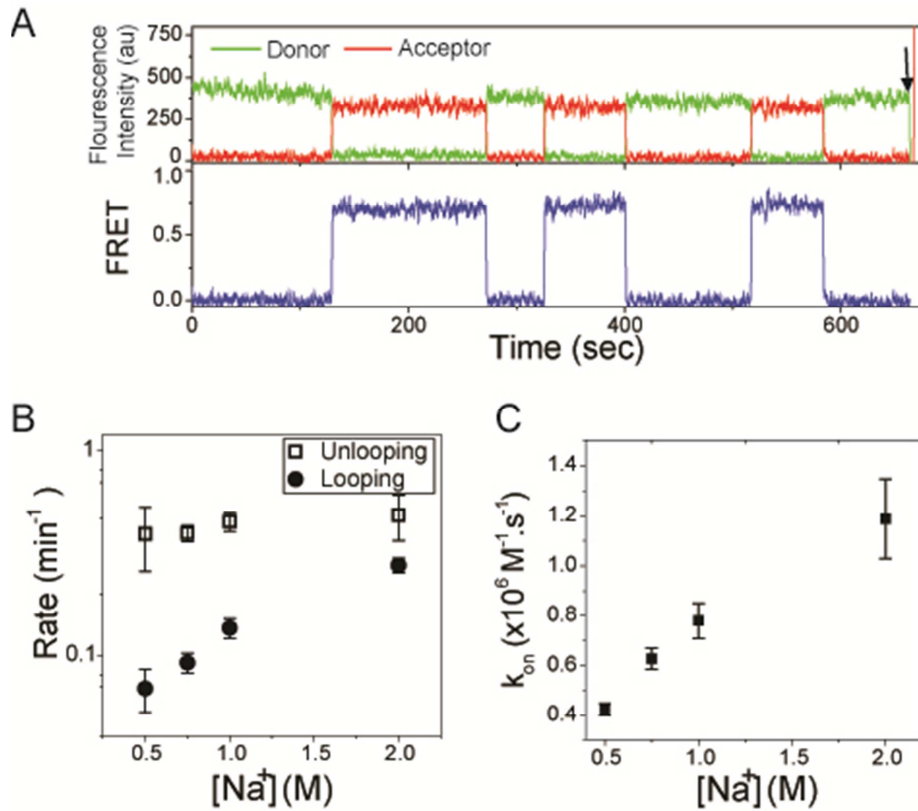 A
Flourescence
Intensity (au)
750
500
250
0
Donor
Acceptor
FRET
1.0
0.5
0.0
0
200
400
600
Time (sec)
B
Rate (min⁻¹)
1
0.1
Unlooping
Looping
0.5
1.0
1.5
2.0
[Na⁺] (M)
C
k_on (x10⁶ M⁻¹.s⁻¹)
1.4
1.2
1.0
0.8
0.6
0.4
0.5
1.0
1.5
2.0
[Na⁺] (M)